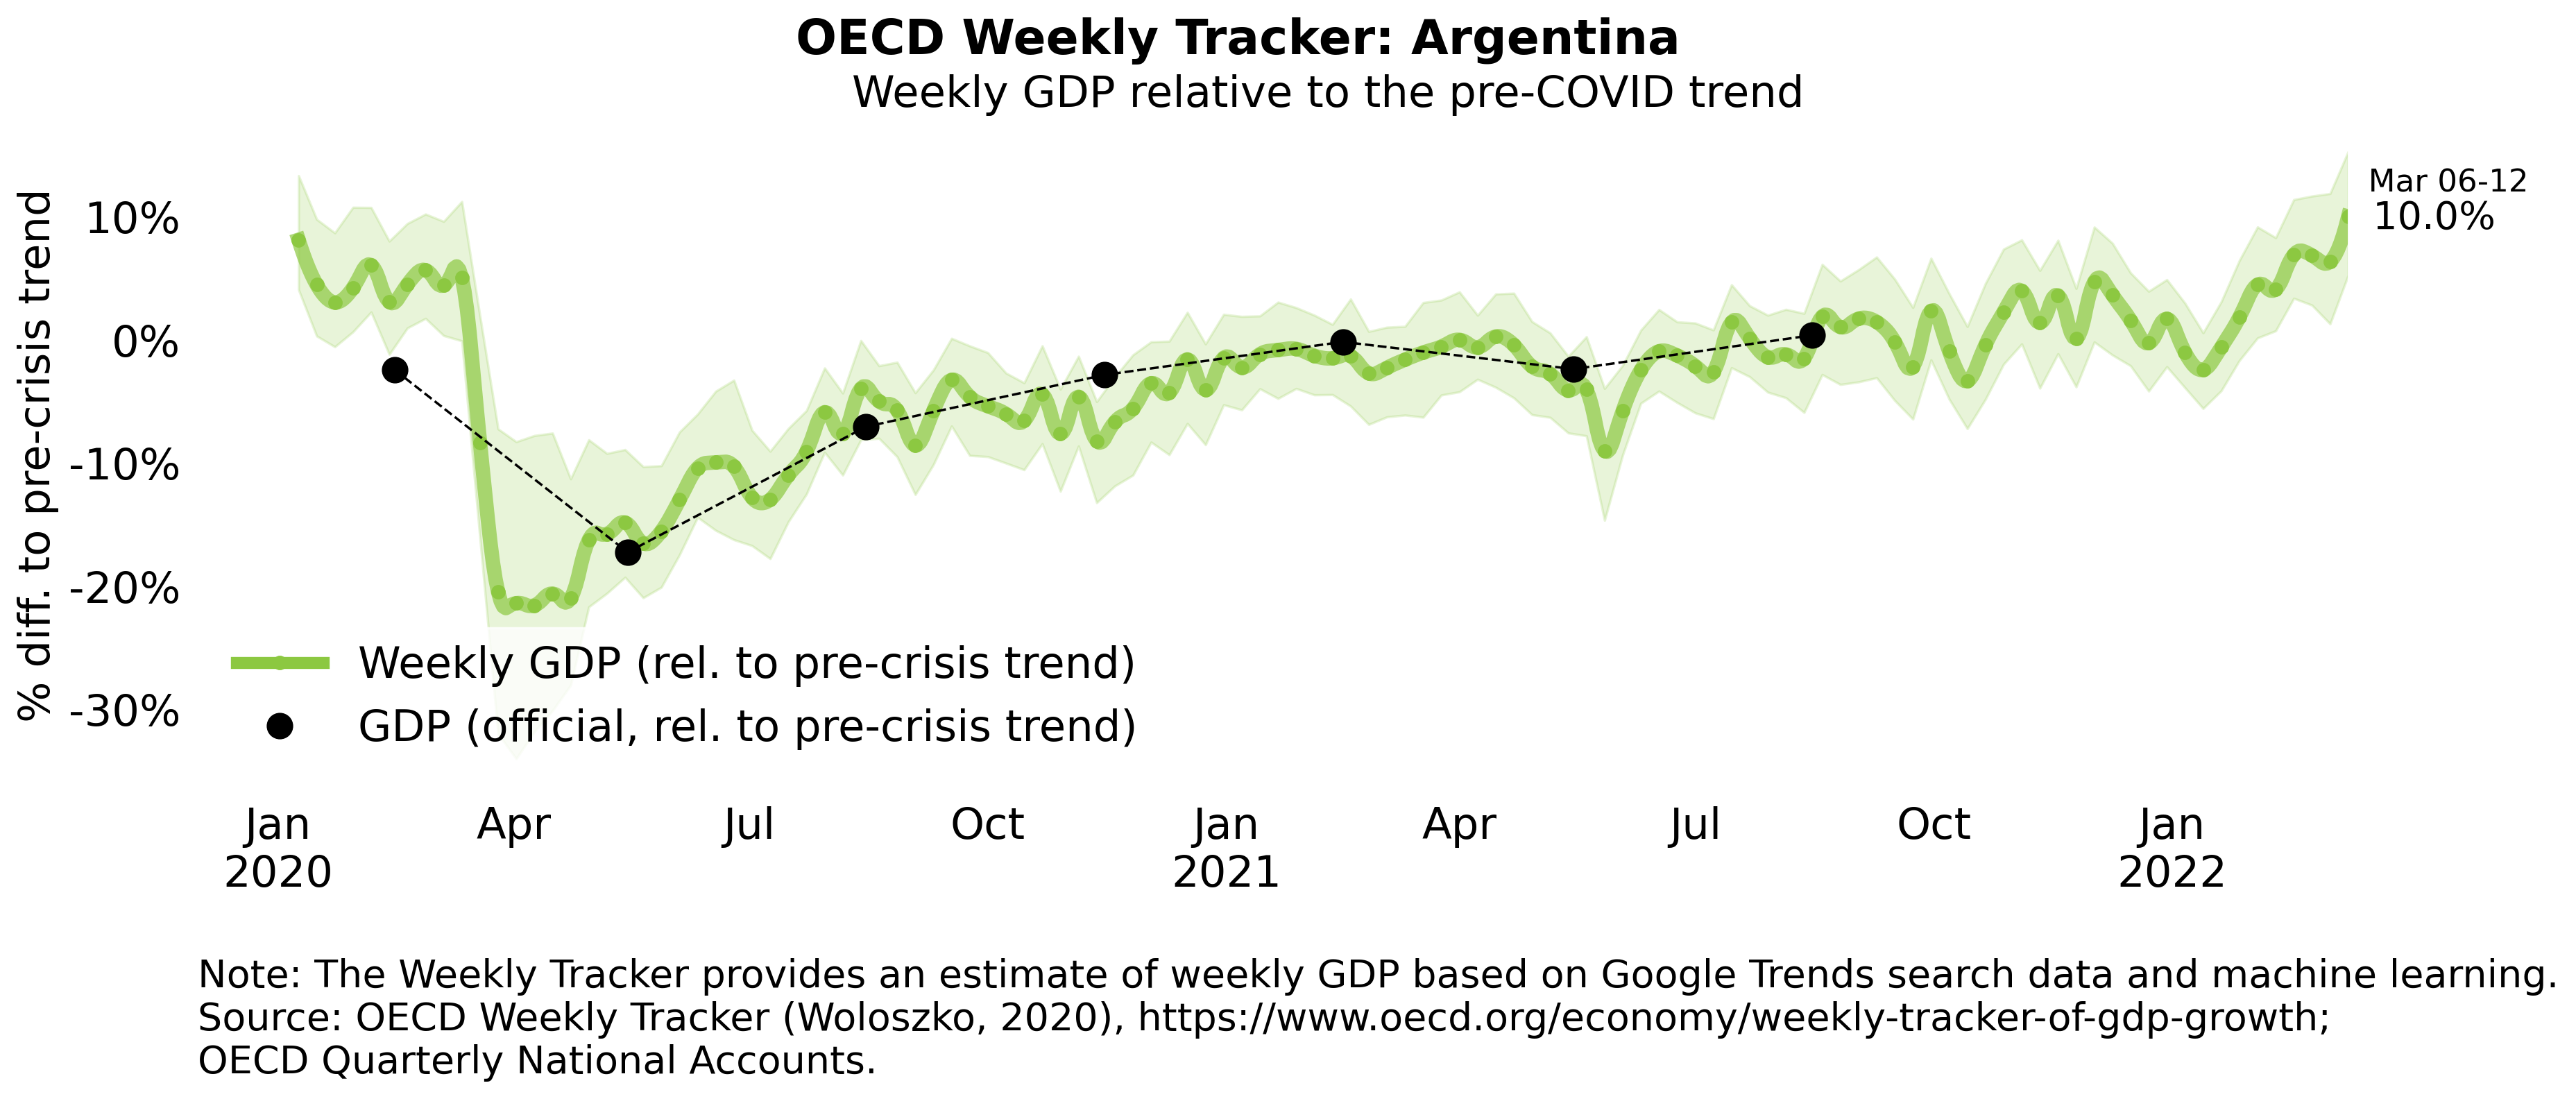 OECD Weekly Tracker: Argentina
Weekly GDP relative to the pre-COVID trend
% diff. to pre-crisis trend
10%
0%
-10%
-20%
-30%
Mar 06-12
10.0%
Weekly GDP (rel. to pre-crisis trend)
GDP (official, rel. to pre-crisis trend)
Jan Apr Jul Oct Jan Apr Jul Oct Jan
2020 2021 2022
Note: The Weekly Tracker provides an estimate of weekly GDP based on Google Trends search data and machine learning.
Source: OECD Weekly Tracker (Woloszko, 2020), https://www.oecd.org/economy/weekly-tracker-of-gdp-growth;
OECD Quarterly National Accounts.